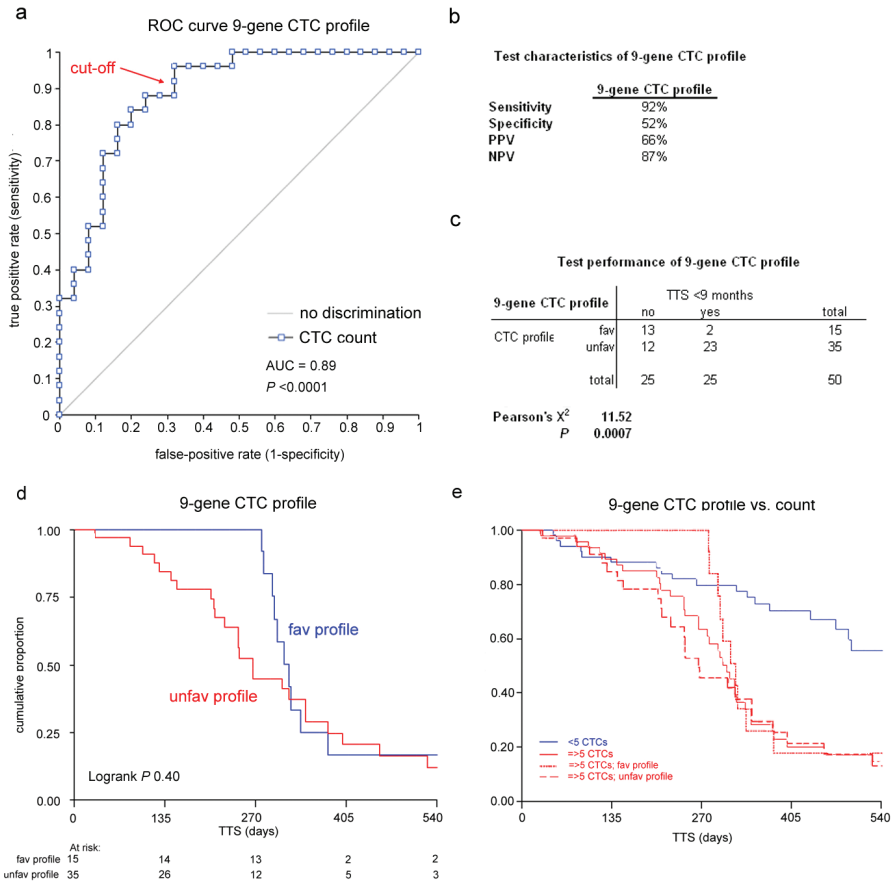 a
ROC curve 9-gene CTC profile
1
0.9
0.8
0.7
0.6
0.5
0.4
0.3
0.2
0.1
0
true posititve rate (sensitivity)
cut-off
no discrimination
CTC count
AUC = 0.89
P <0.0001
0 0.1 0.2 0.3 0.4 0.5 0.6 0.7 0.8 0.9 1
false-positive rate (1-specificity)
b
Test characteristics of 9-gene CTC profile
9-gene CTC profile
Sensitivity 92%
Specificity 52%
PPV 66%
NPV 87%
c
Test performance of 9-gene CTC profile
9-gene CTC profile TTS <9 months
no yes total
CTC profile fav 13 2 15
unfav 12 23 35
total 25 25 50
Pearson's X² 11.52
P 0.0007
d
9-gene CTC profile
1.00
0.75
0.50
0.25
0.00
cumulative proportion
fav profile
unfav profile
Logrank P 0.40
0 135 270 405 540
TTS (days)
At risk:
fav profile 15 14 13 2 2
unfav profile 35 26 12 5 3
e
9-gene CTC profile vs. count
1.00
0.80
0.60
0.40
0.20
0.00
<5 CTCs
=>5 CTCs
=>5 CTCs; fav profile
=>5 CTCs; unfav profile
0 135 270 405 540
TTS (days)